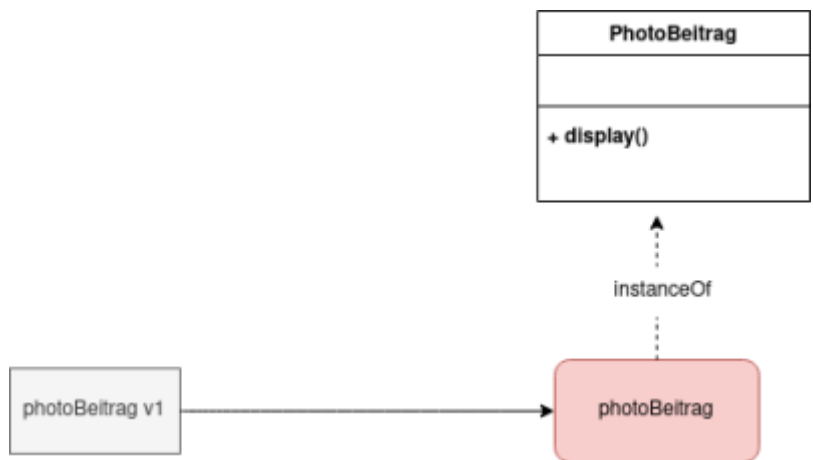 PhotoBeitrag
+ display()
instanceOf
photoBeitrag v1
photoBeitrag